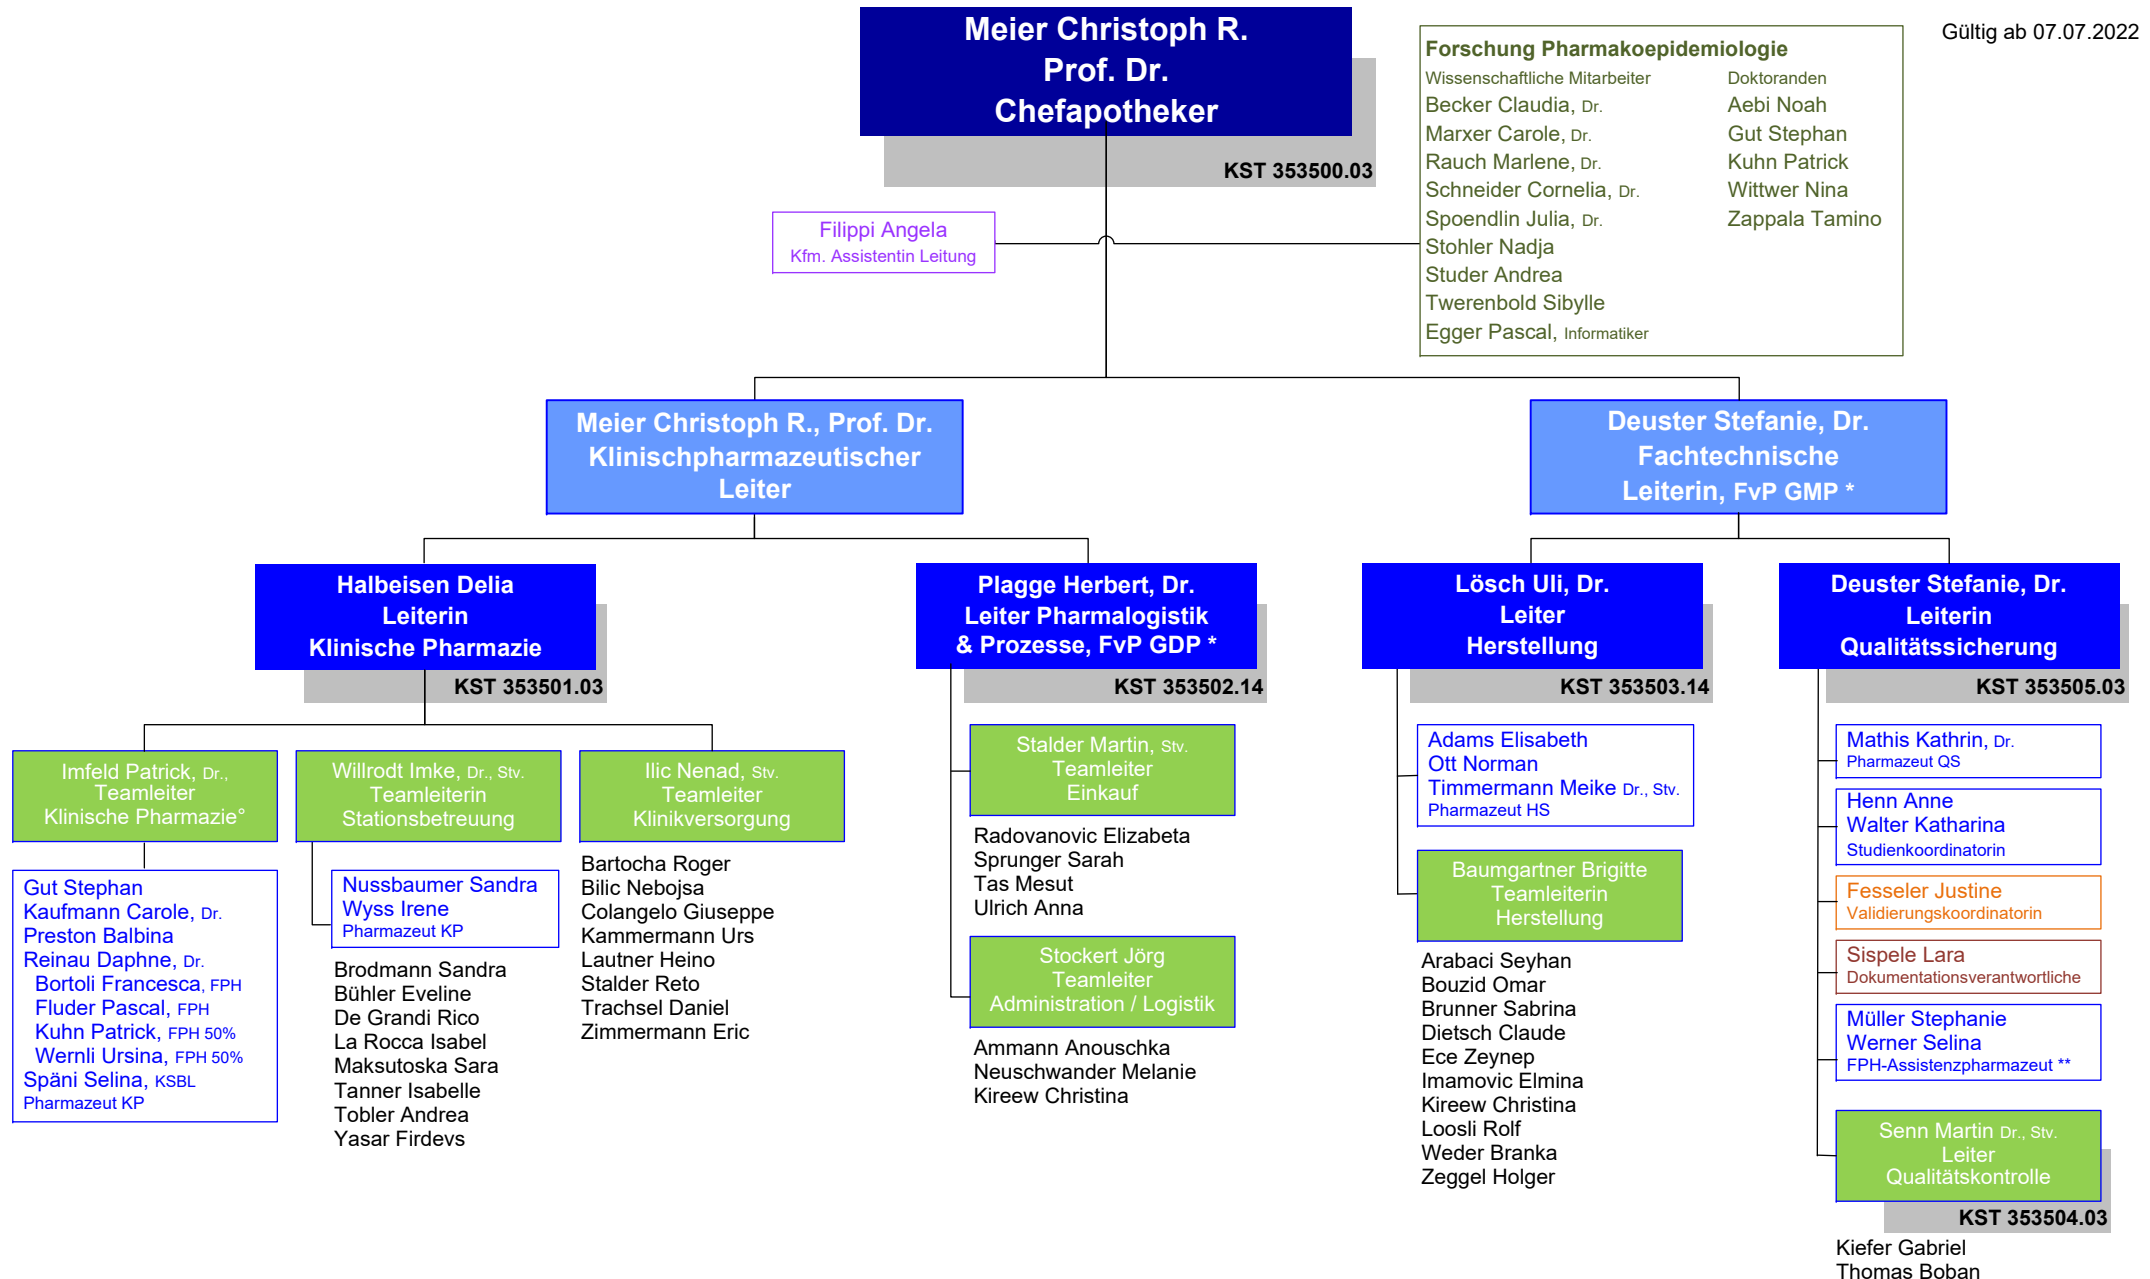 Meier Christoph R.
Prof. Dr.
Chefapotheker
KST 353500.03
Gültig ab 07.07.2022
Forschung Pharmakoepidemiologie
Wissenschaftliche Mitarbeiter
Becker Claudia, Dr.
Marxer Carole, Dr.
Rauch Marlene, Dr.
Schneider Cornelia, Dr.
Spoendlin Julia, Dr.
Stohler Nadja
Studer Andrea
Twerenbold Sibylle
Egger Pascal, Informatiker
Doktoranden
Aebi Noah
Gut Stephan
Kuhn Patrick
Wittwer Nina
Zappala Tamino
Filippi Angela
Kfm. Assistentin Leitung
Meier Christoph R., Prof. Dr.
Klinischpharmazeutischer
Leiter
Deuster Stefanie, Dr.
Fachtechnische
Leiterin, FvP GMP *
Halbeisen Delia
Leiterin
Klinische Pharmazie
KST 353501.03
Plagge Herbert, Dr.
Leiter Pharmalogistik
& Prozesse, FvP GDP *
KST 353502.14
Lösch Uli, Dr.
Leiter
Herstellung
KST 353503.14
Deuster Stefanie, Dr.
Leiterin
Qualitätssicherung
KST 353505.03
Imfeld Patrick, Dr.,
Teamleiter
Klinische Pharmazie°
Gut Stephan
Kaufmann Carole, Dr.
Preston Balbina
Reinau Daphne, Dr.
Bortoli Francesca, FPH
Fluder Pascal, FPH
Kuhn Patrick, FPH 50%
Wernli Ursina, FPH 50%
Späni Selina, KSBL
Pharmazeut KP
Willrodt Imke, Dr., Stv.
Teamleiterin
Stationsbetreuung
Nussbaumer Sandra
Wyss Irene
Pharmazeut KP
Brodmann Sandra
Bühler Eveline
De Grandi Rico
La Rocca Isabel
Maksutoska Sara
Tanner Isabelle
Tobler Andrea
Yasar Firdevs
Ilic Nenad, Stv.
Teamleiter
Klinikversorgung
Bartocha Roger
Bilic Nebojsa
Colangelo Giuseppe
Kammermann Urs
Lautner Heino
Stalder Reto
Trachsel Daniel
Zimmermann Eric
Stalder Martin, Stv.
Teamleiter
Einkauf
Radovanovic Elizabeta
Sprunger Sarah
Tas Mesut
Ulrich Anna
Stockert Jörg
Teamleiter
Administration / Logistik
Ammann Anouschka
Neuschwander Melanie
Kireew Christina
Adams Elisabeth
Ott Norman
Timmermann Meike Dr., Stv.
Pharmazeut HS
Baumgartner Brigitte
Teamleiterin
Herstellung
Arabaci Seyhan
Bouzid Omar
Brunner Sabrina
Dietsch Claude
Ece Zeynep
Imamovic Elmina
Kireew Christina
Loosli Rolf
Weder Branka
Zeggel Holger
Mathis Kathrin, Dr.
Pharmazeut QS
Henn Anne
Walter Katharina
Studienkoordinatorin
Fesseler Justine
Validierungskoordinatorin
Sispele Lara
Dokumentationsverantwortliche
Müller Stephanie
Werner Selina
FPH-Assistenzpharmazeut **
Senn Martin Dr., Stv.
Leiter
Qualitätskontrolle
KST 353504.03
Kiefer Gabriel
Thomas Boban